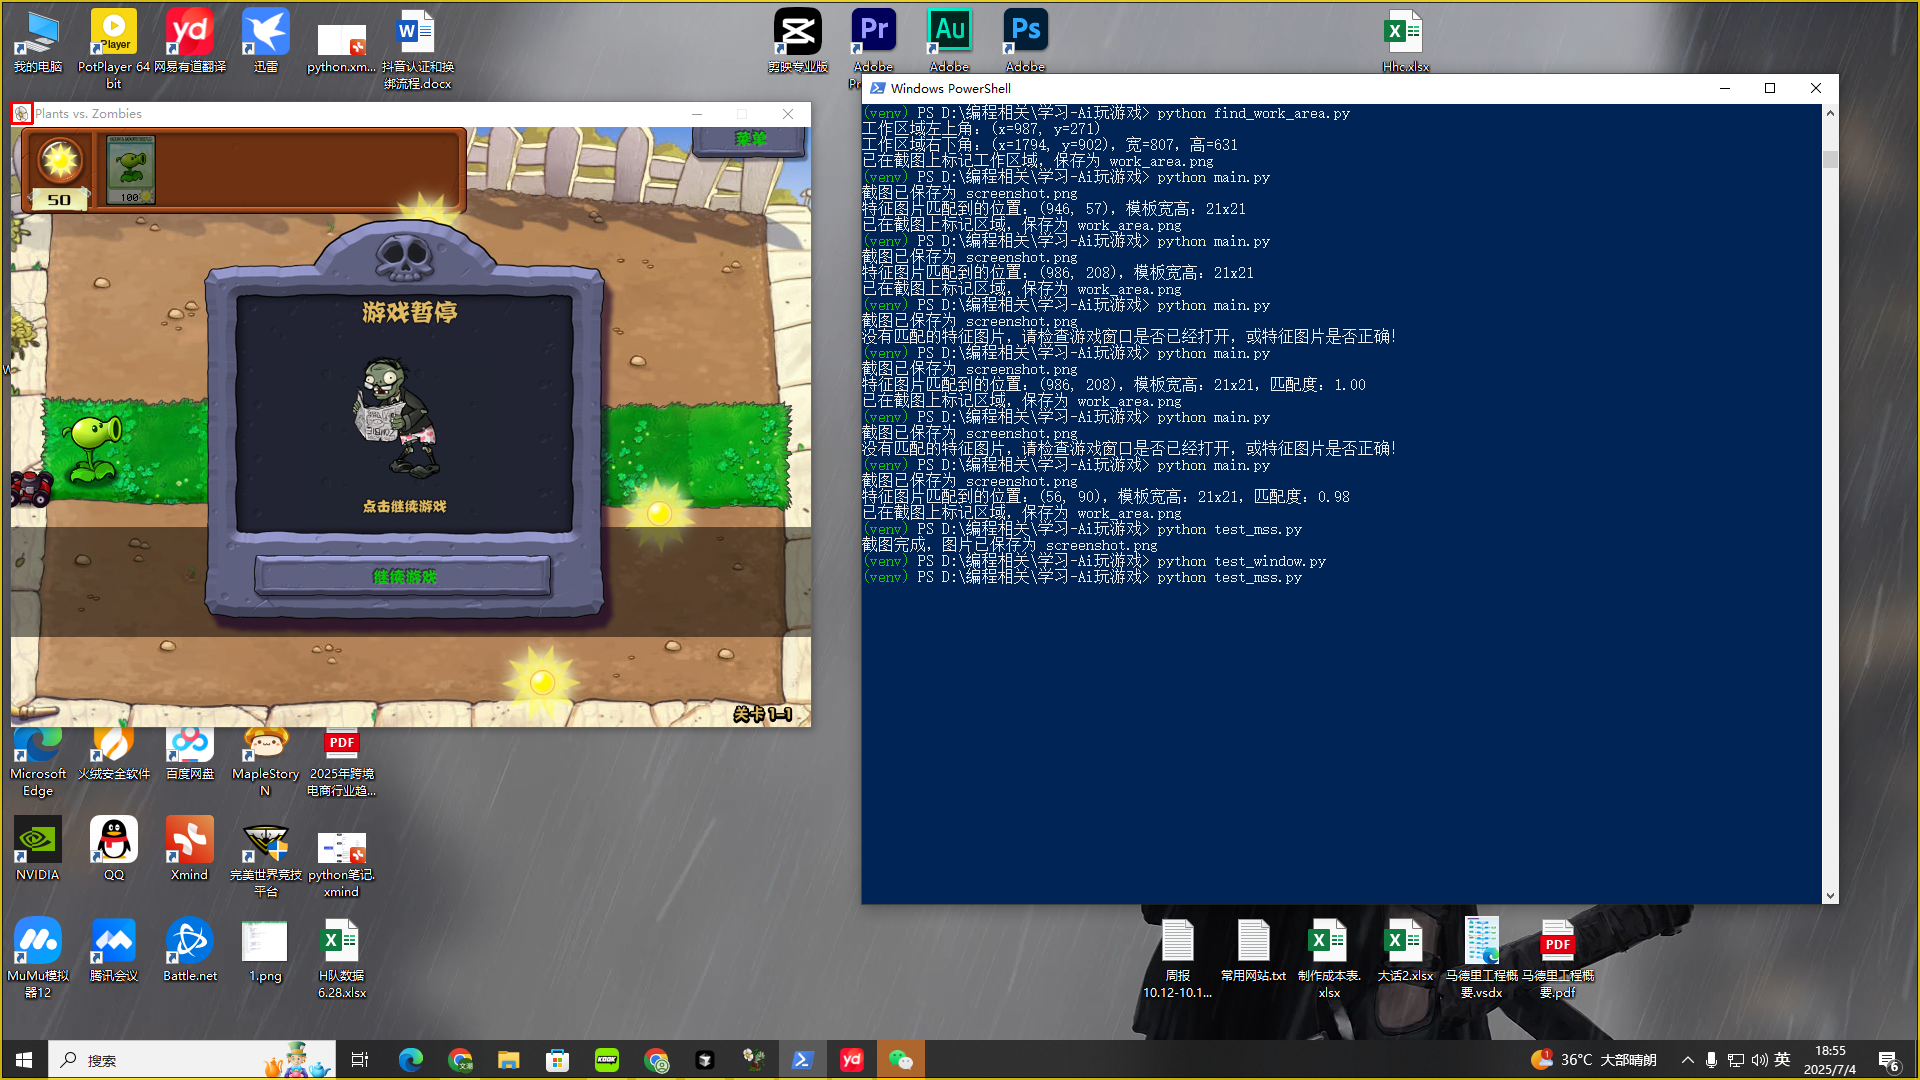 我的电脑
PotPlayer 64 bit
网易有道翻译
迅雷
python.xm...
抖音认证和换绑流程.docx
剪映专业版
Adobe
Adobe
Adobe
Hhc.xlsx
Plants vs. Zombies
50
100
菜单
游戏暂停
点击继续游戏
继续游戏
关卡 1-1
Windows PowerShell
(venv) PS D:\编程相关\学习-Ai玩游戏> python find_work_area.py
工作区域左上角: (x=987, y=271)
工作区域右下角: (x=1794, y=902), 宽=807, 高=631
已在截图上标记工作区域, 保存为 work_area.png
(venv) PS D:\编程相关\学习-Ai玩游戏> python main.py
截图已保存为 screenshot.png
特征图片匹配到的位置: (946, 57), 模板宽高: 21x21
已在截图上标记区域, 保存为 work_area.png
(venv) PS D:\编程相关\学习-Ai玩游戏> python main.py
截图已保存为 screenshot.png
特征图片匹配到的位置: (986, 208), 模板宽高: 21x21
已在截图上标记区域, 保存为 work_area.png
(venv) PS D:\编程相关\学习-Ai玩游戏> python main.py
截图已保存为 screenshot.png
没有匹配的特征图片, 请检查游戏窗口是否已经打开, 或特征图片是否正确!
(venv) PS D:\编程相关\学习-Ai玩游戏> python main.py
截图已保存为 screenshot.png
特征图片匹配到的位置: (986, 208), 模板宽高: 21x21, 匹配度: 1.00
已在截图上标记区域, 保存为 work_area.png
(venv) PS D:\编程相关\学习-Ai玩游戏> python main.py
截图已保存为 screenshot.png
没有匹配的特征图片, 请检查游戏窗口是否已经打开, 或特征图片是否正确!
(venv) PS D:\编程相关\学习-Ai玩游戏> python main.py
截图已保存为 screenshot.png
特征图片匹配到的位置: (56, 90), 模板宽高: 21x21, 匹配度: 0.98
已在截图上标记区域, 保存为 work_area.png
(venv) PS D:\编程相关\学习-Ai玩游戏> python test_mss.py
截图完成, 图片已保存为 screenshot.png
(venv) PS D:\编程相关\学习-Ai玩游戏> python test_window.py
(venv) PS D:\编程相关\学习-Ai玩游戏> python test_mss.py
Microsoft Edge
火绒安全软件
百度网盘
MapleStory N
2025年跨境电商行业趋...
NVIDIA
QQ
Xmind
完美世界竞技平台
python笔记.xmind
MuMu模拟器12
腾讯会议
Battle.net
1.png
H队数据6.28.xlsx
周报10.12-10.1...
常用网站.txt
制作成本表.xlsx
大话2.xlsx
马德里工程概要.vsdx
马德里工程概要.pdf
搜索
36°C 大部晴朗
英
18:55
2025/7/4
6